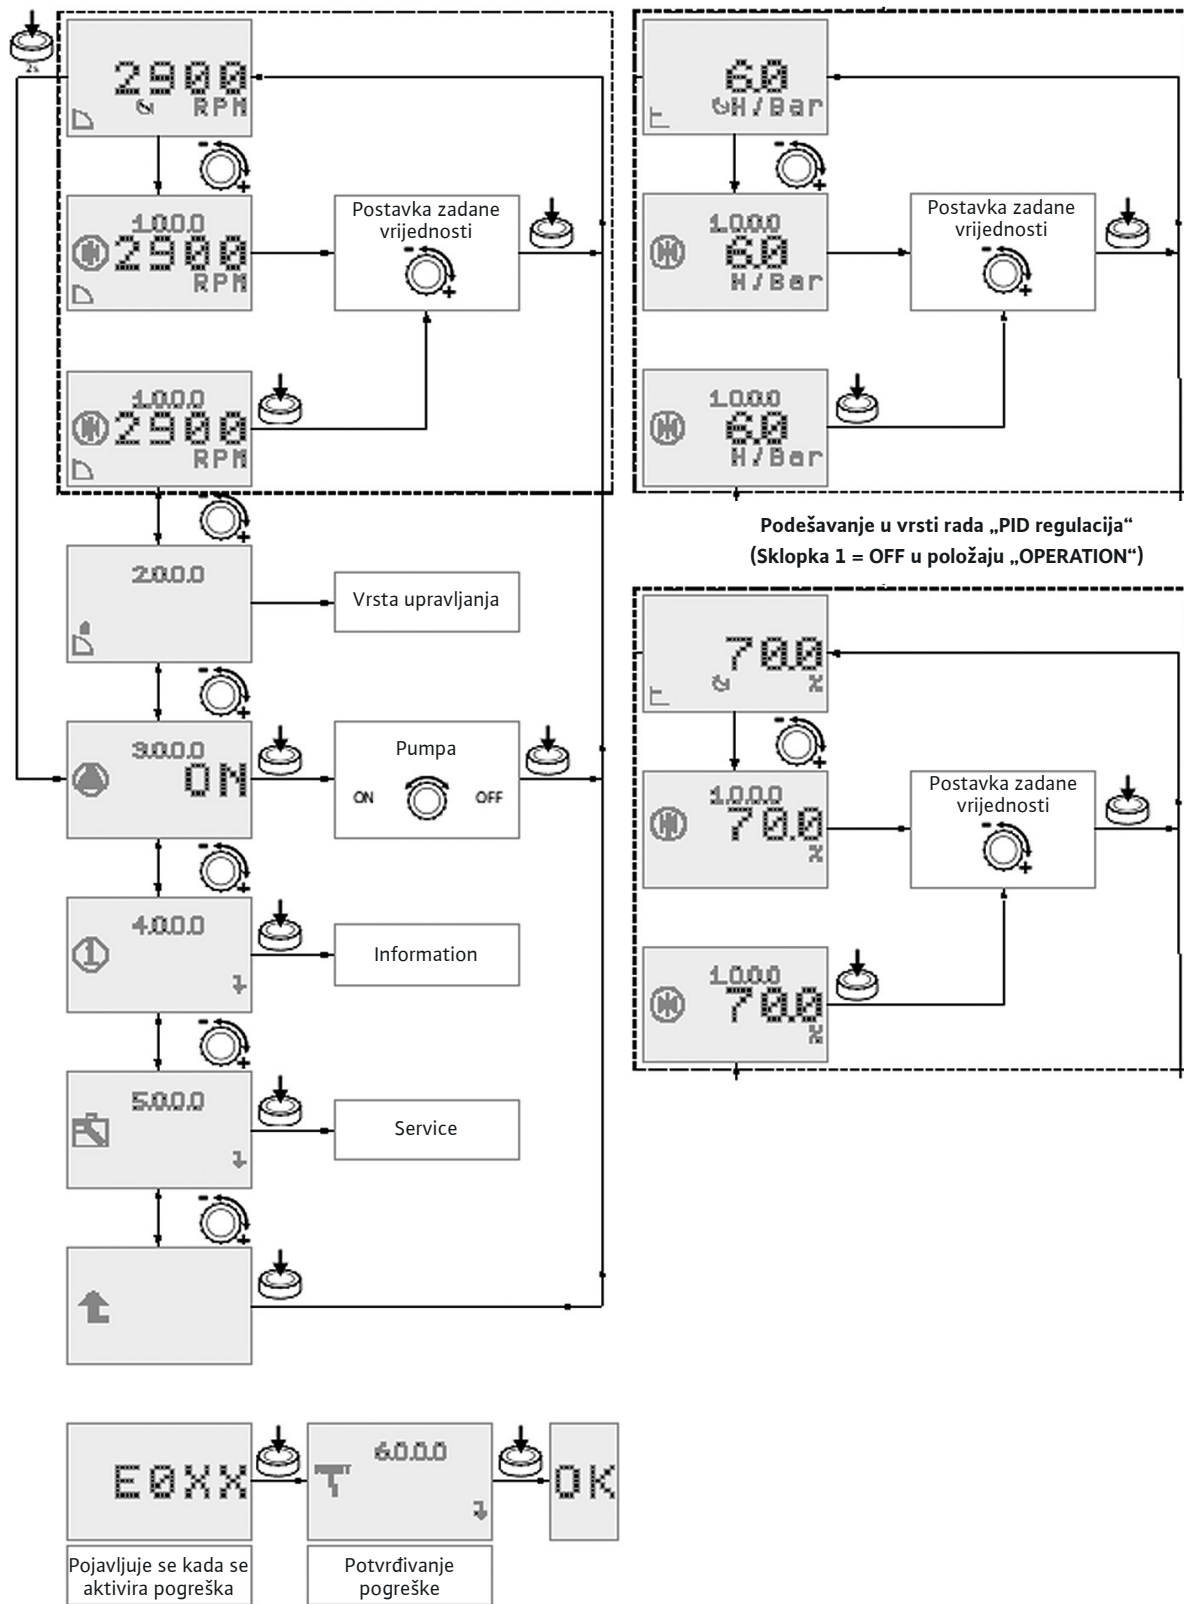 2s
2900
RPM
1.0.0.0
2900
RPM
Postavka zadane
vrijednosti
1.0.0.0
2900
RPM
2.0.0.0
Vrsta upravljanja
3.0.0.0
ON
Pumpa
ON
OFF
4.0.0.0
Information
5.0.0.0
Service
E0XX
6.0.0.0
OK
Pojavljuje se kada se
aktivira pogreška
Potvrđivanje
pogreške
6.0
H/Bar
1.0.0.0
6.0
H/Bar
Postavka zadane
vrijednosti
1.0.0.0
6.0
H/Bar
Podešavanje u vrsti rada „PID regulacija“
(Sklopka 1 = OFF u položaju „OPERATION“)
70.0
%
1.0.0.0
70.0
%
Postavka zadane
vrijednosti
1.0.0.0
70.0
%